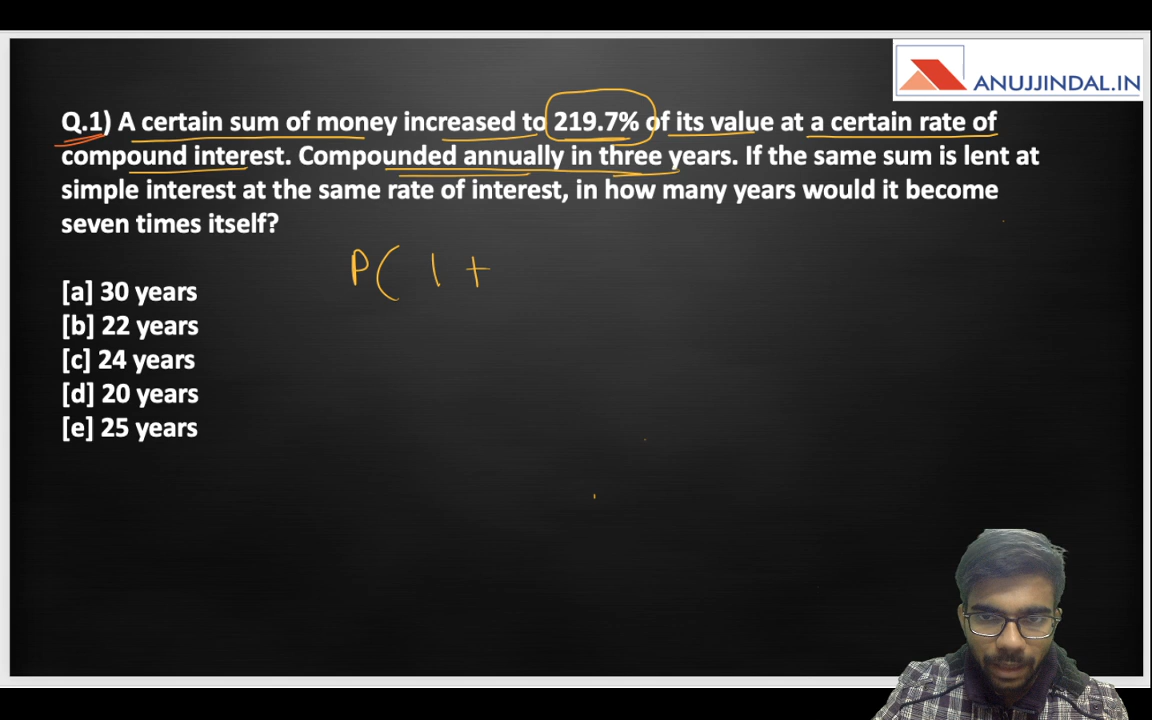 ANUJJINDAL.IN
Q.1) A certain sum of money increased to 219.7% of its value at a certain rate of
compound interest. Compounded annually in three years. If the same sum is lent at
simple interest at the same rate of interest, in how many years would it become
seven times itself?
P( 1 +
[a] 30 years
[b] 22 years
[c] 24 years
[d] 20 years
[e] 25 years